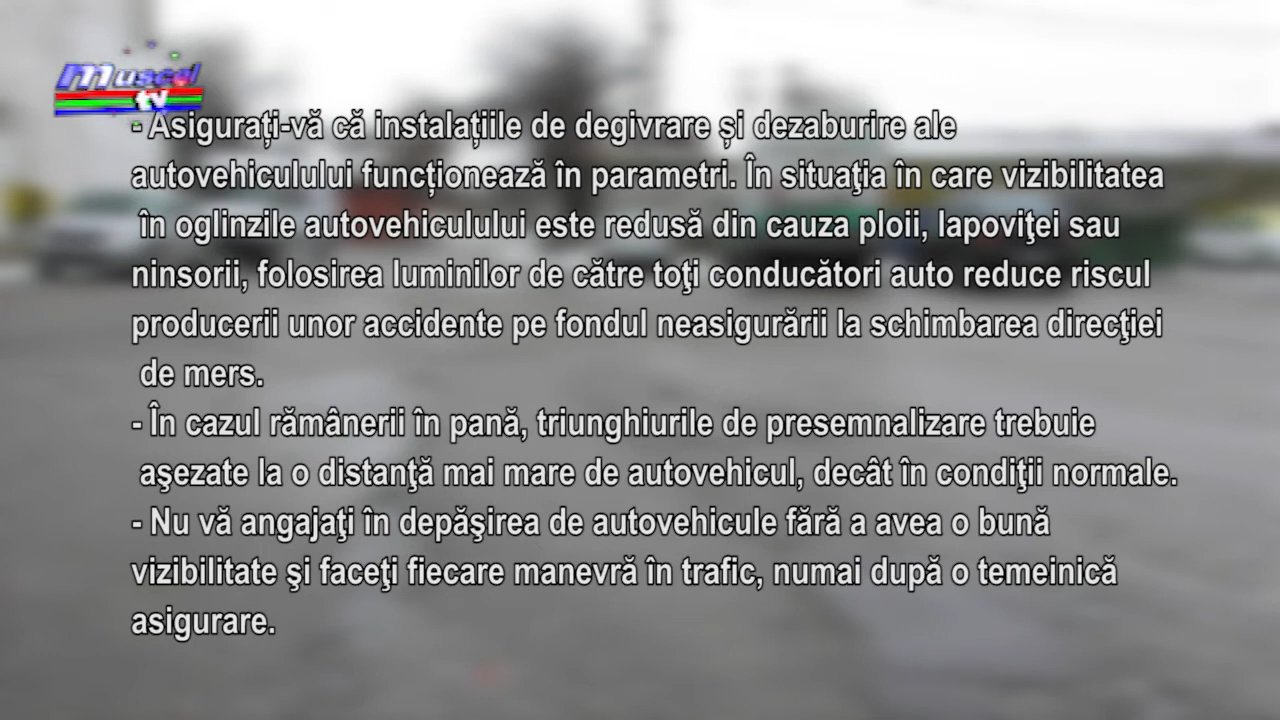 Muscel
tv
- Asigurați-vă că instalațiile de degivrare și dezaburire ale
autovehiculului funcționează în parametri. În situaţia în care vizibilitatea
în oglinzile autovehiculului este redusă din cauza ploii, lapoviţei sau
ninsorii, folosirea luminilor de către toţi conducători auto reduce riscul
producerii unor accidente pe fondul neasigurării la schimbarea direcţiei
de mers.
- În cazul rămânerii în pană, triunghiurile de presemnalizare trebuie
aşezate la o distanţă mai mare de autovehicul, decât în condiţii normale.
- Nu vă angajaţi în depăşirea de autovehicule fără a avea o bună
vizibilitate şi faceţi fiecare manevră în trafic, numai după o temeinică
asigurare.